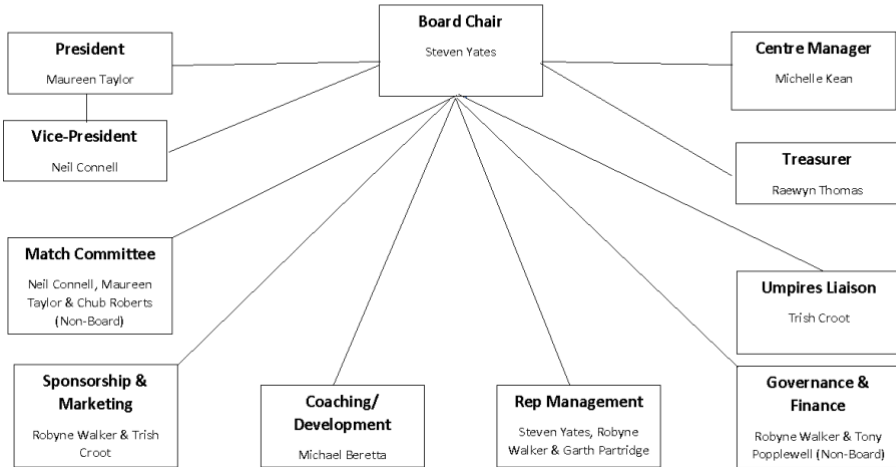 Board Chair
Steven Yates
President
Maureen Taylor
Centre Manager
Michelle Kean
Vice-President
Neil Connell
Treasurer
Raewyn Thomas
Match Committee
Neil Connell, Maureen
Taylor & Chub Roberts
(Non-Board)
Umpires Liaison
Trish Croot
Sponsorship &
Marketing
Robyne Walker & Trish
Croot
Coaching/
Development
Michael Beretta
Rep Management
Steven Yates, Robyne
Walker & Garth Partridge
Governance &
Finance
Robyne Walker & Tony
Popplewell (Non-Board)